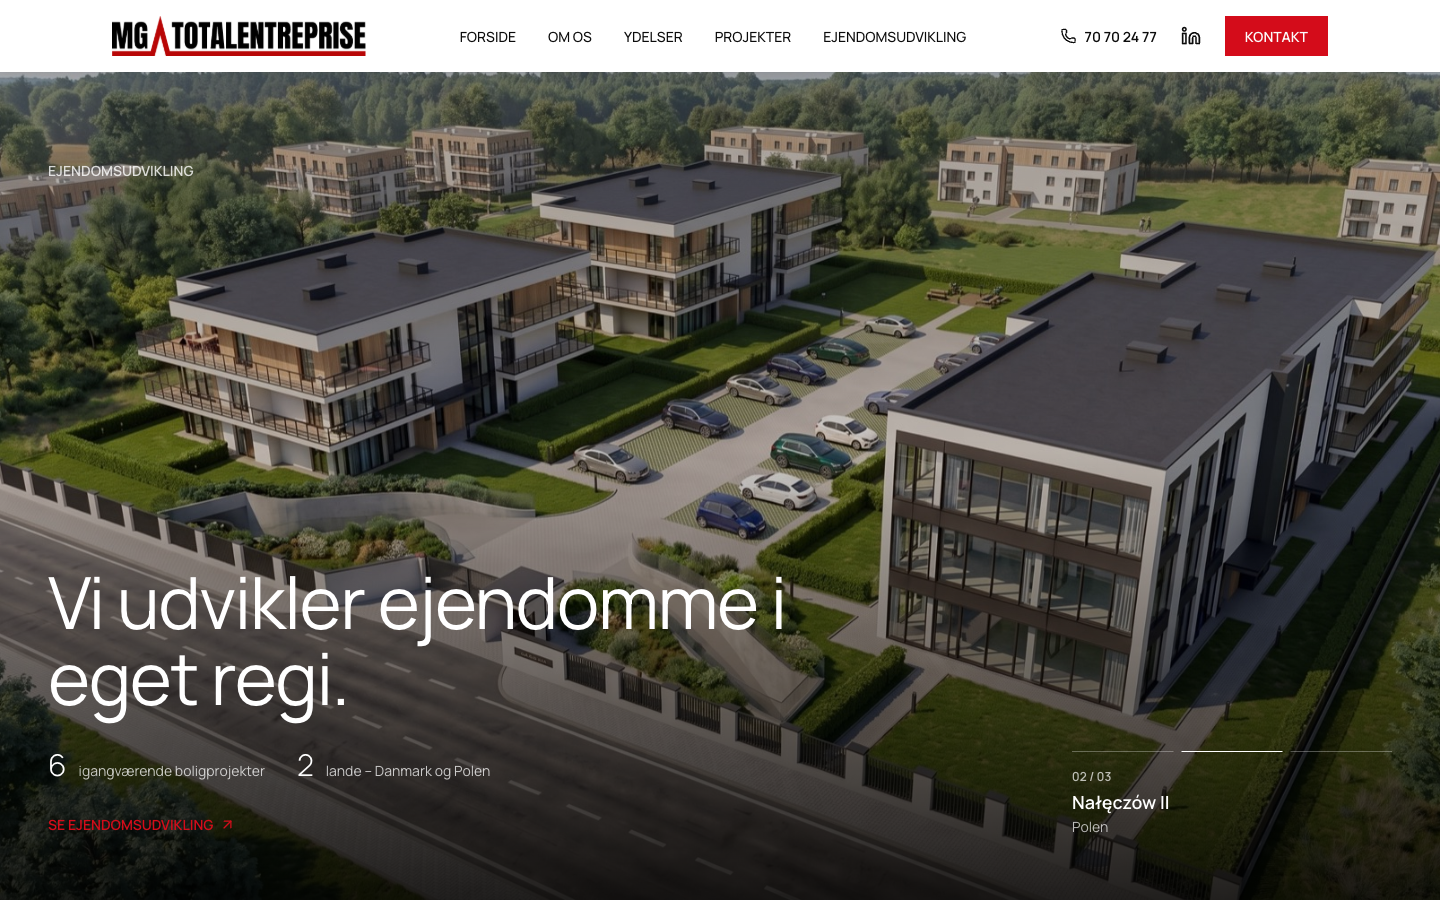 MG TOTALENTREPRISE
FORSIDE
OM OS
YDELSER
PROJEKTER
EJENDOMSUDVIKLING
70 70 24 77
KONTAKT
EJENDOMSUDVIKLING
Vi udvikler ejendomme i
eget regi.
6 igangværende boligprojekter
2 lande – Danmark og Polen
SE EJENDOMSUDVIKLING
02 / 03
Nałęczów II
Polen